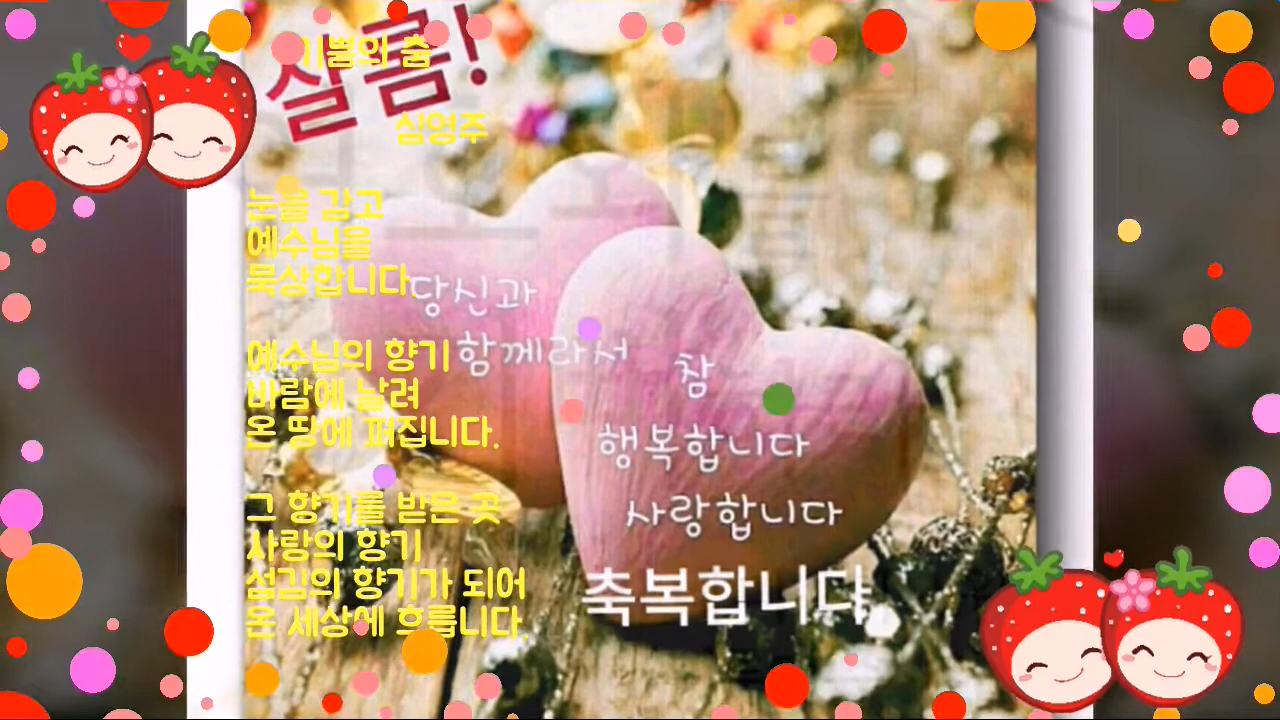 살롬!
기쁨의 춤
심영주
눈을 감고
예수님을
묵상합니다.
예수님의 향기
바람에 날려
온 땅에 퍼집니다.
그 향기를 받은 곳
사랑의 향기
섬김의 향기가 되어
온 세상에 흐릅니다.
당신과
함께라서
참
행복합니다
사랑합니다
축복합니다